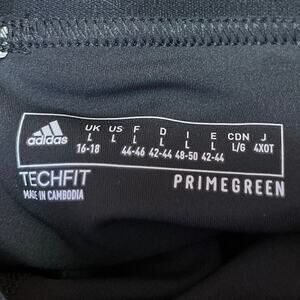 adidas
UK US F D I E CDN J
L L L L L L L/G 4XOT
16-18 44-46 42-44 48-50 42-44
TECHFIT PRIMEGREEN
MADE IN CAMBODIA